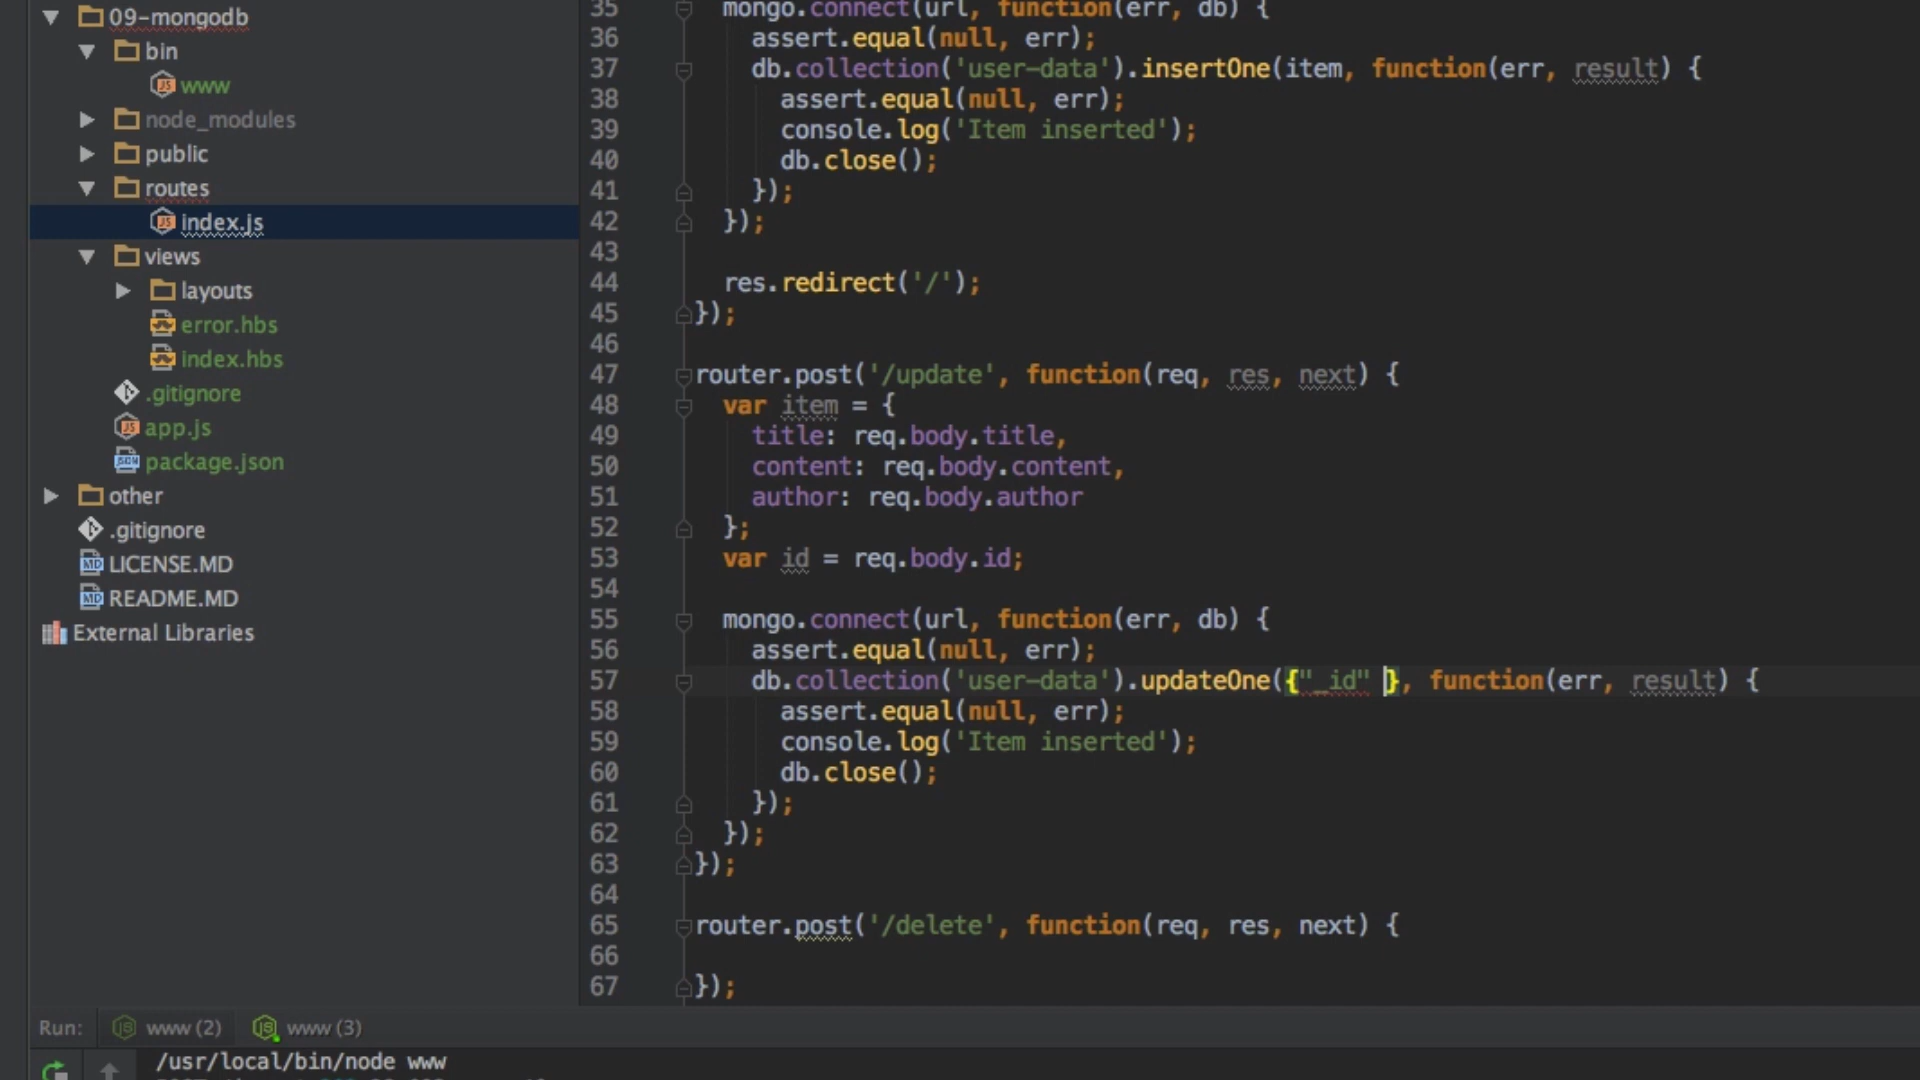 09-mongodb
bin
www
node_modules
public
routes
index.js
views
layouts
error.hbs
index.hbs
.gitignore
app.js
package.json
other
.gitignore
LICENSE.MD
README.MD
External Libraries
35 mongo.connect(url, function(err, db) {
36 assert.equal(null, err);
37 db.collection('user-data').insertOne(item, function(err, result) {
38 assert.equal(null, err);
39 console.log('Item inserted');
40 db.close();
41 });
42 });
43
44 res.redirect('/');
45 });
46
47 router.post('/update', function(req, res, next) {
48 var item = {
49 title: req.body.title,
50 content: req.body.content,
51 author: req.body.author
52 };
53 var id = req.body.id;
54
55 mongo.connect(url, function(err, db) {
56 assert.equal(null, err);
57 db.collection('user-data').updateOne({"_id" }, function(err, result) {
58 assert.equal(null, err);
59 console.log('Item inserted');
60 db.close();
61 });
62 });
63 });
64
65 router.post('/delete', function(req, res, next) {
66
67 });
Run: www (2) www (3)
/usr/local/bin/node www